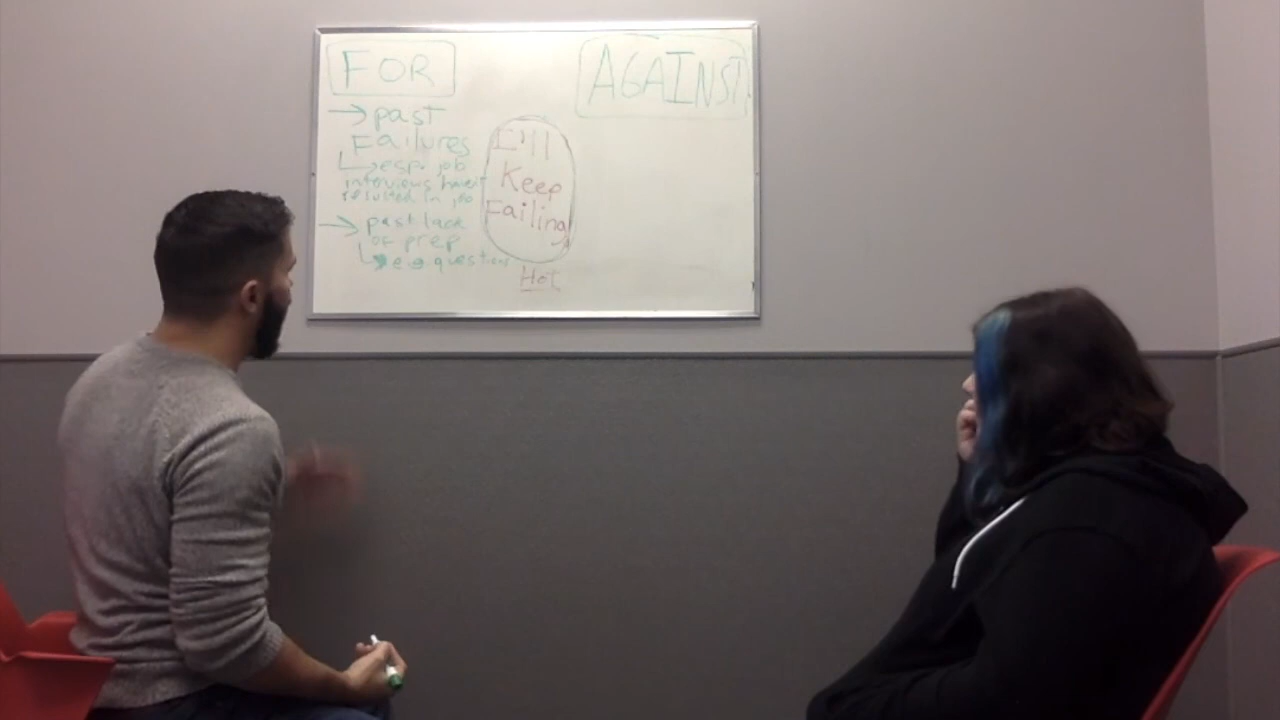 FOR
→ past
Failures
↳ esp. job
interviews haven't
resulted in job
→ past lack
of prep
↳ question
I'll
Keep
Failing
Hot
AGAINST